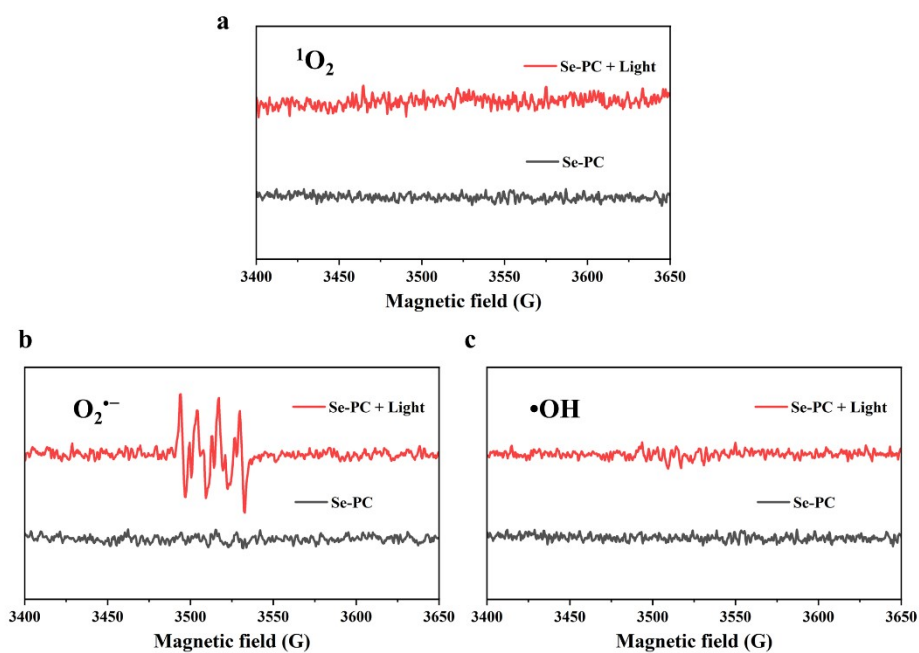 a
¹O₂
Se-PC + Light
Se-PC
3400 3450 3500 3550 3600 3650
Magnetic field (G)
b
O₂•−
Se-PC + Light
Se-PC
3400 3450 3500 3550 3600 3650
Magnetic field (G)
c
•OH
Se-PC + Light
Se-PC
3400 3450 3500 3550 3600 3650
Magnetic field (G)